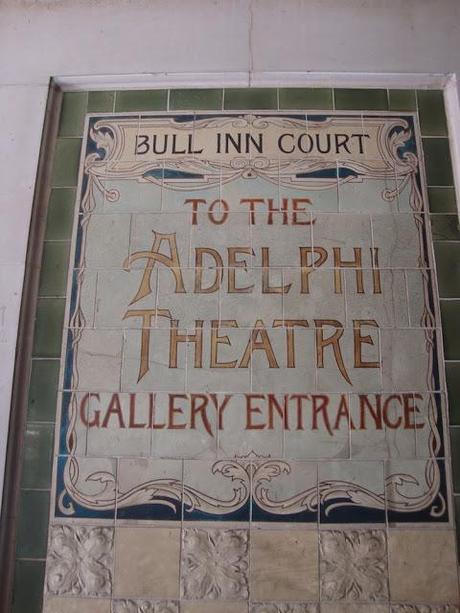 BULL INN COURT
TO THE
ADELPHI
THEATRE
GALLERY ENTRANCE